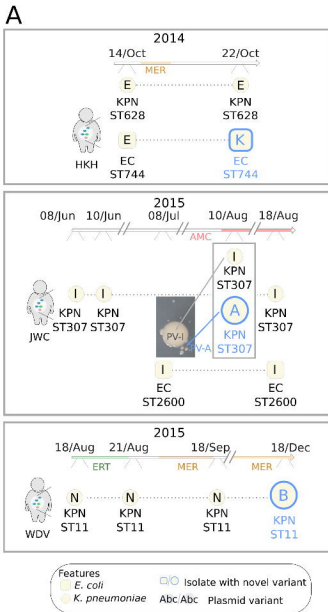 A
2014
14/Oct 22/Oct
MER
E E
KPN KPN
ST628 ST628
E K
EC EC
ST744 ST744
HKH
2015
08/Jun 10/Jun 08/Jul 10/Aug 18/Aug
AMC
I
KPN
ST307
I I A I
PV-I
PV-A
KPN KPN KPN KPN
ST307 ST307 ST307 ST307
JWC
I I
EC EC
ST2600 ST2600
2015
18/Aug 21/Aug 18/Sep 18/Dec
ERT MER MER
N N N B
KPN KPN KPN KPN
ST11 ST11 ST11 ST11
WDV
Features
E. coli
K. pneumoniae
Isolate with novel variant
Abc/Abc Plasmid variant